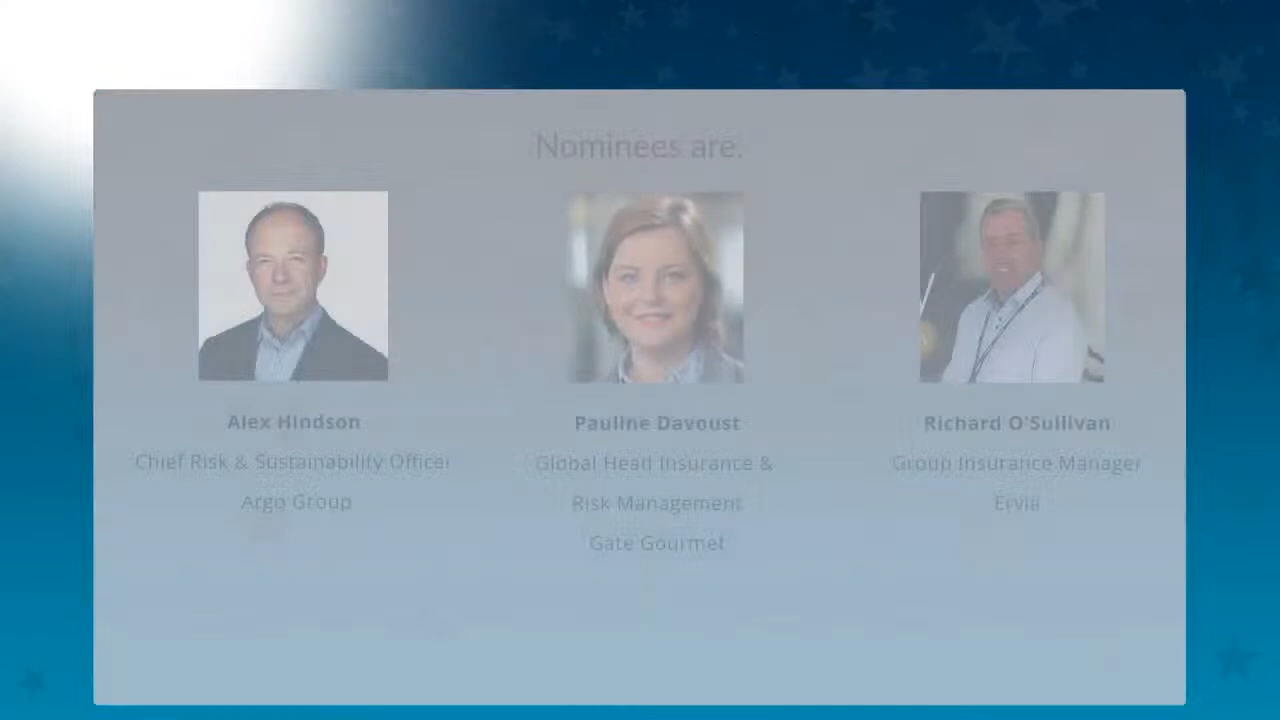 Nominees are:
Alex Hindson
Pauline Davoust
Richard O'Sullivan
Chief Risk & Sustainability Officer
Global Head Insurance &
Group Insurance Manager
Argo Group
Risk Management
Ervia
Gate Gourmet